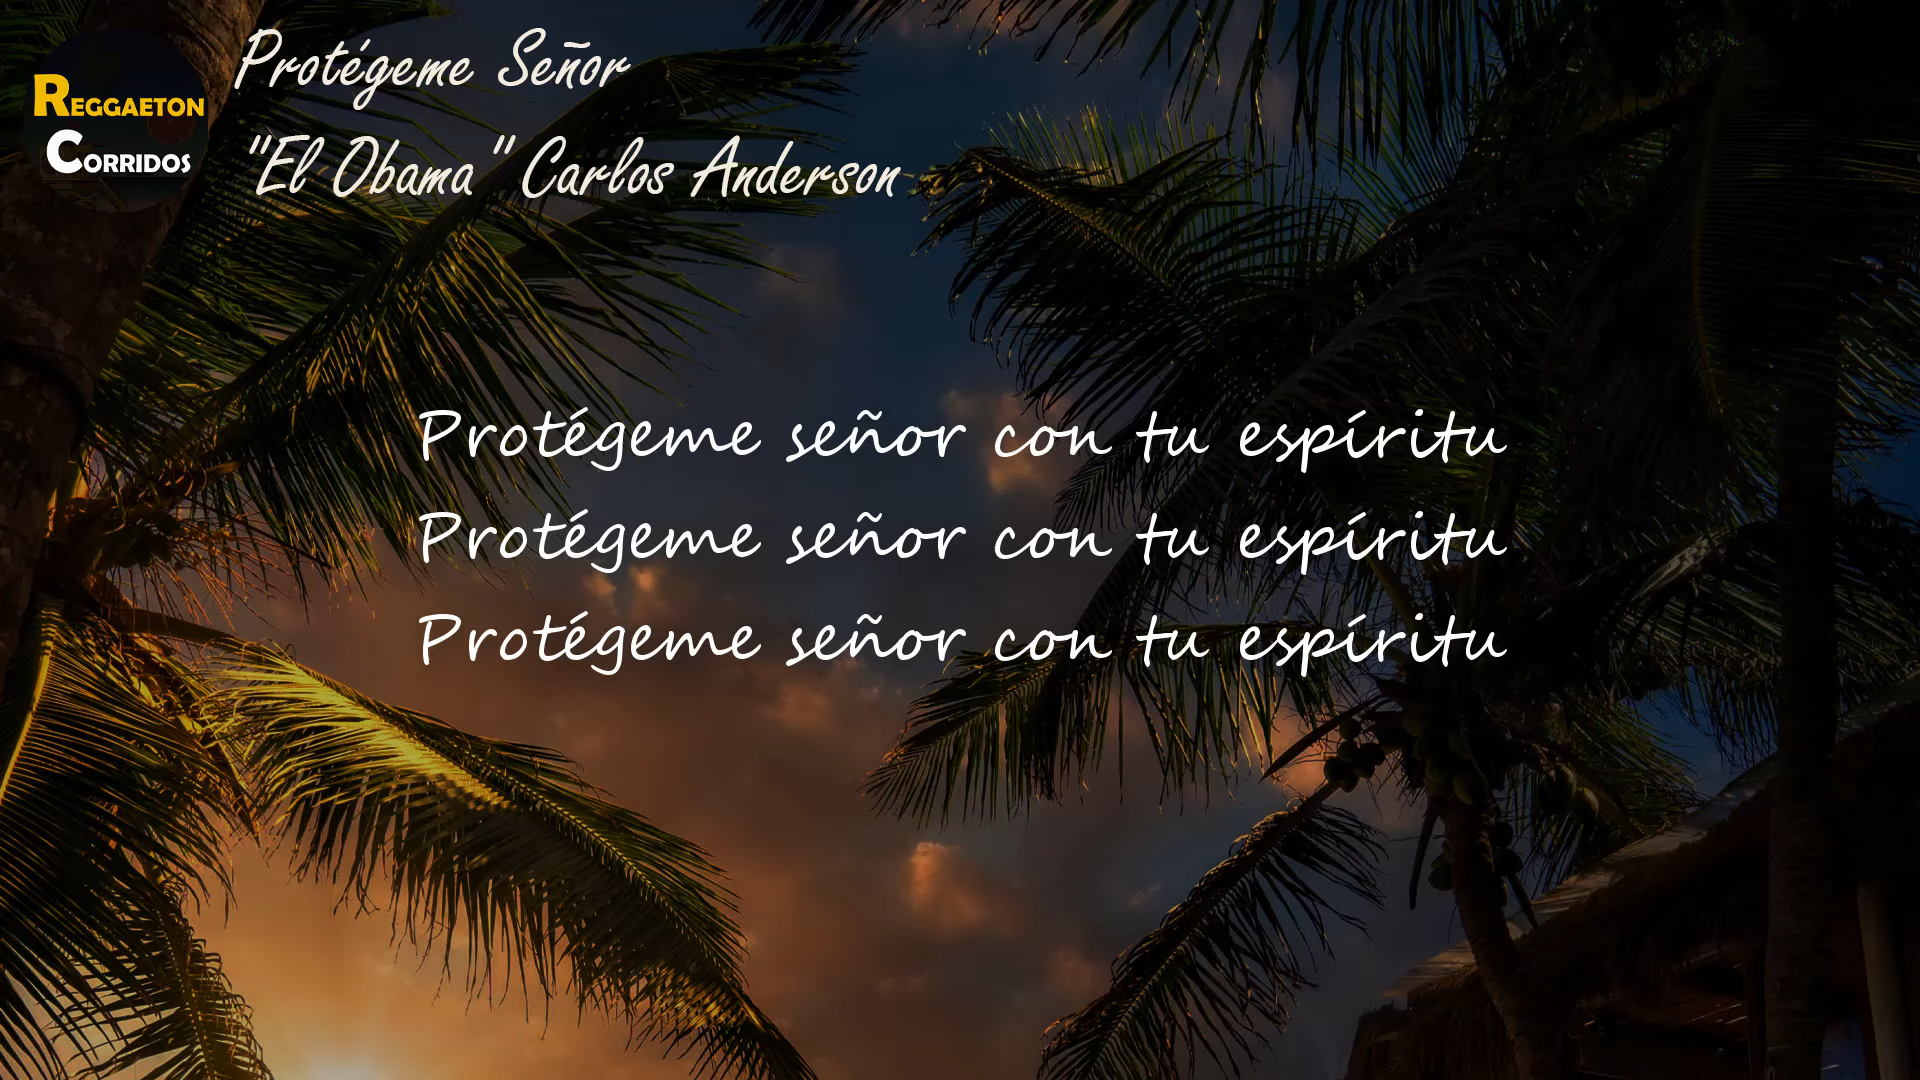 REGGAETON
CORRIDOS
Protégeme Señor
"El Obama" Carlos Anderson
Protégeme señor con tu espíritu
Protégeme señor con tu espíritu
Protégeme señor con tu espíritu